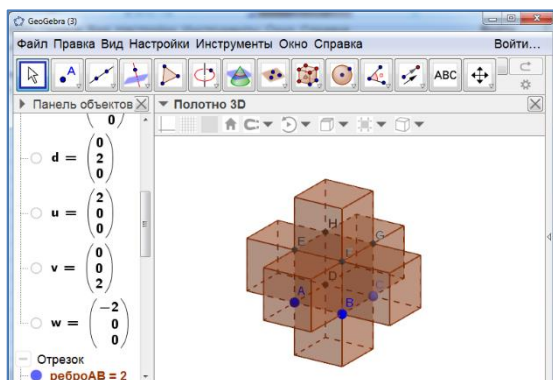 GeoGebra (3)
Файл Правка Вид Настройки Инструменты Окно Справка
Войти...
A
ABC
Панель объектов
Полотно 3D
0
d = (0 2 0)
u = (2 0 0)
v = (0 0 2)
w = (−2 0 0)
Отрезок
реброAB = 2
H
E
G
F
D
A
C
B